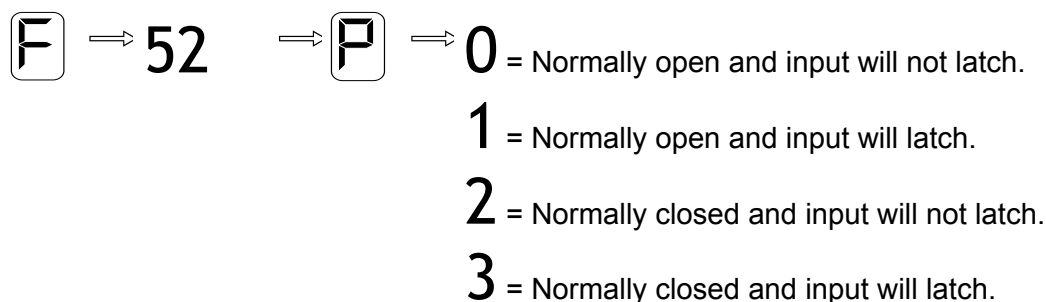 F ⇒ 52 ⇒ P ⇒ 0 = Normally open and input will not latch.
1 = Normally open and input will latch.
2 = Normally closed and input will not latch.
3 = Normally closed and input will latch.